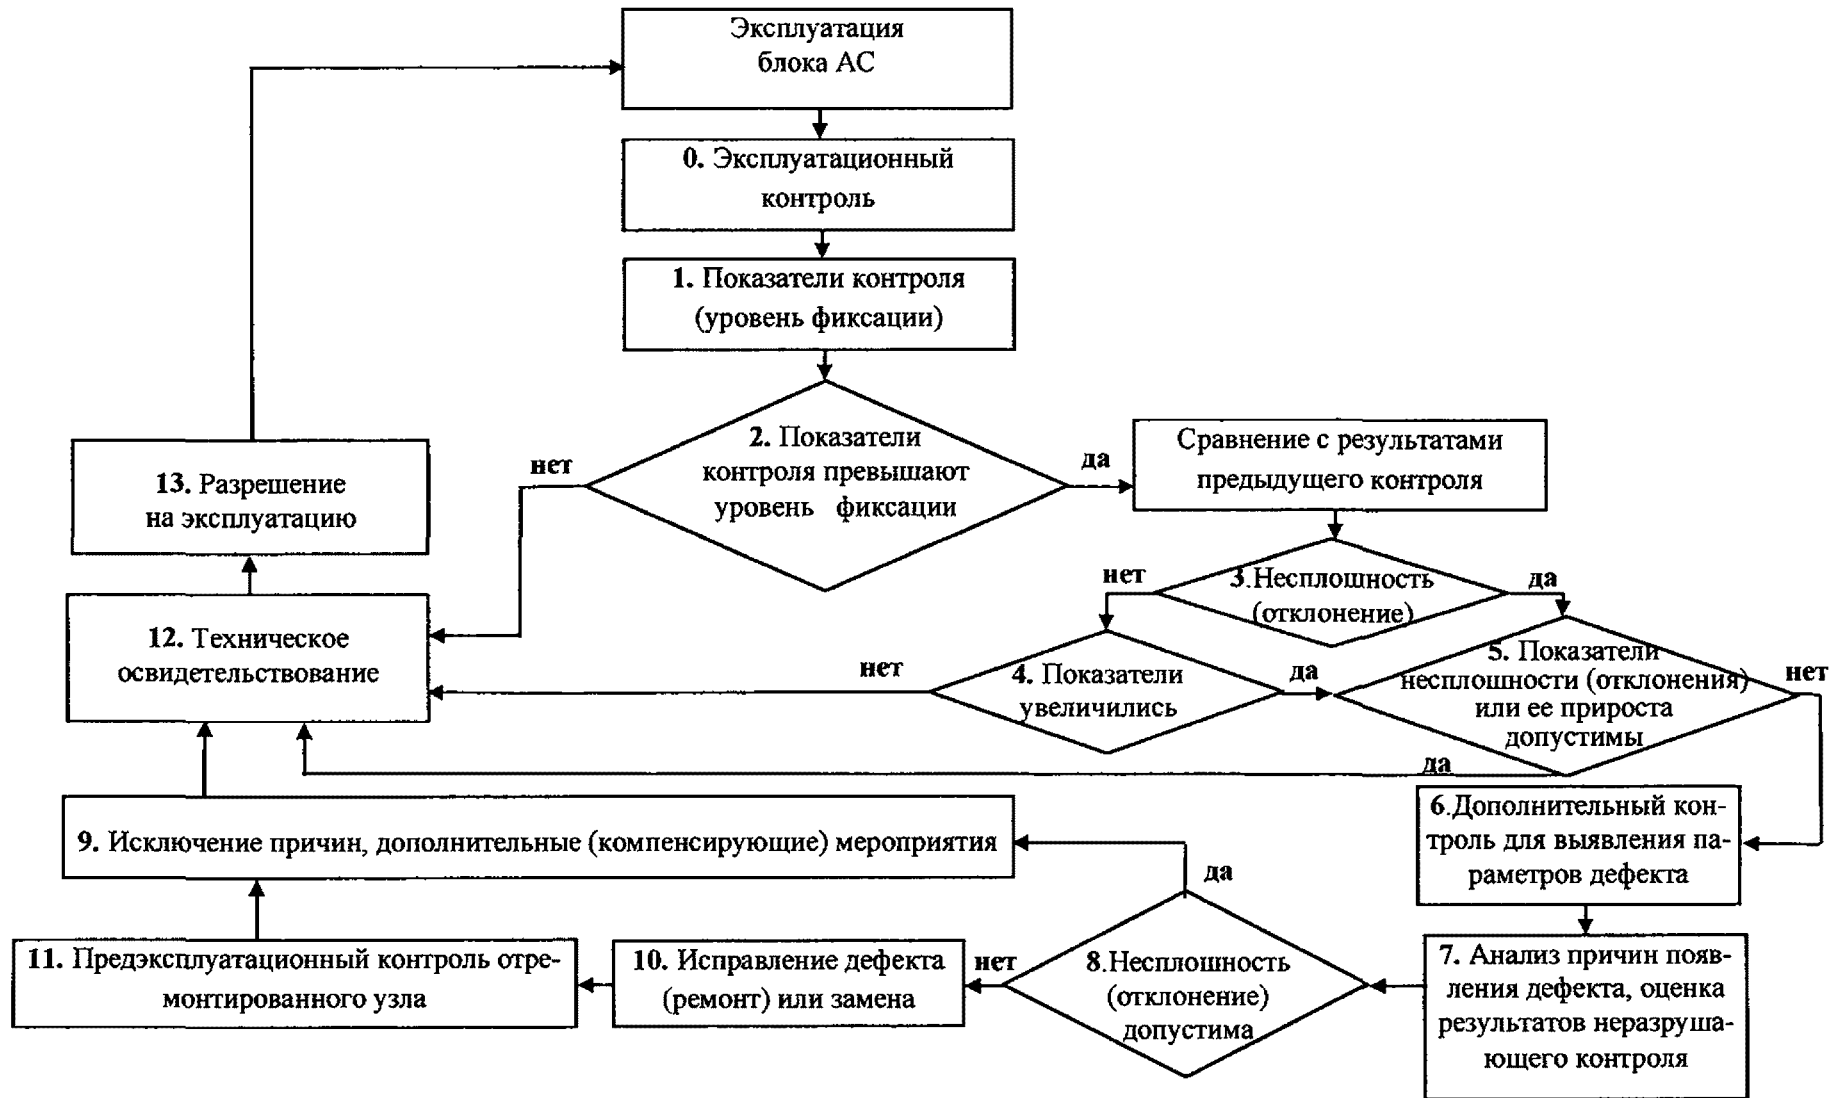 Эксплуатация
блока АС
0. Эксплуатационный
контроль
1. Показатели контроля
(уровень фиксации)
2. Показатели
контроля превышают
уровень фиксации
нет
да
Сравнение с результатами
предыдущего контроля
13. Разрешение
на эксплуатацию
3.Несплошность
(отклонение)
нет
да
12. Техническое
освидетельствование
4. Показатели
увеличились
нет
да
5. Показатели
несплошности (отклонения)
или ее прироста
допустимы
нет
да
6.Дополнительный кон-
троль для выявления па-
раметров дефекта
9. Исключение причин, дополнительные (компенсирующие) мероприятия
да
11. Предэксплуатационный контроль отре-
монтированного узла
10. Исправление дефекта
(ремонт) или замена
нет
8.Несплошность
(отклонение)
допустима
7. Анализ причин появ-
ления дефекта, оценка
результатов неразруша-
ющего контроля